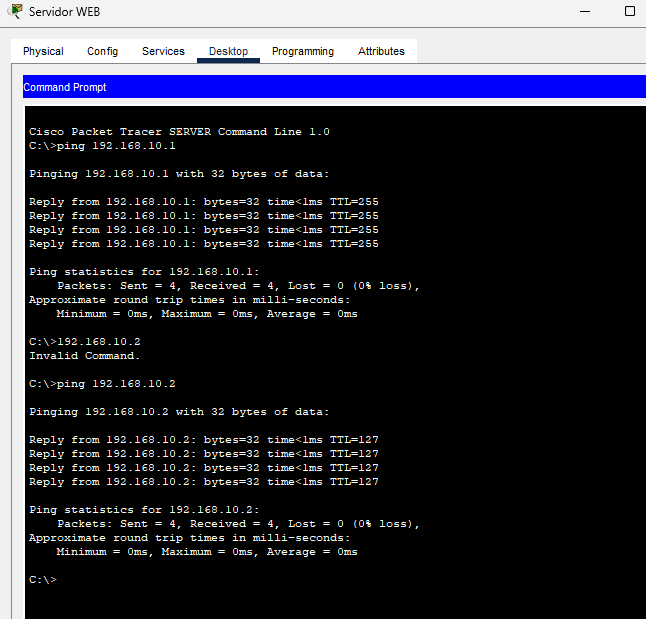 Servidor WEB
Physical Config Services Desktop Programming Attributes
Command Prompt
Cisco Packet Tracer SERVER Command Line 1.0
C:\>ping 192.168.10.1
Pinging 192.168.10.1 with 32 bytes of data:
Reply from 192.168.10.1: bytes=32 time<1ms TTL=255
Reply from 192.168.10.1: bytes=32 time<1ms TTL=255
Reply from 192.168.10.1: bytes=32 time<1ms TTL=255
Reply from 192.168.10.1: bytes=32 time<1ms TTL=255
Ping statistics for 192.168.10.1:
Packets: Sent = 4, Received = 4, Lost = 0 (0% loss),
Approximate round trip times in milli-seconds:
Minimum = 0ms, Maximum = 0ms, Average = 0ms
C:\>192.168.10.2
Invalid Command.
C:\>ping 192.168.10.2
Pinging 192.168.10.2 with 32 bytes of data:
Reply from 192.168.10.2: bytes=32 time<1ms TTL=127
Reply from 192.168.10.2: bytes=32 time<1ms TTL=127
Reply from 192.168.10.2: bytes=32 time<1ms TTL=127
Reply from 192.168.10.2: bytes=32 time<1ms TTL=127
Ping statistics for 192.168.10.2:
Packets: Sent = 4, Received = 4, Lost = 0 (0% loss),
Approximate round trip times in milli-seconds:
Minimum = 0ms, Maximum = 0ms, Average = 0ms
C:\>